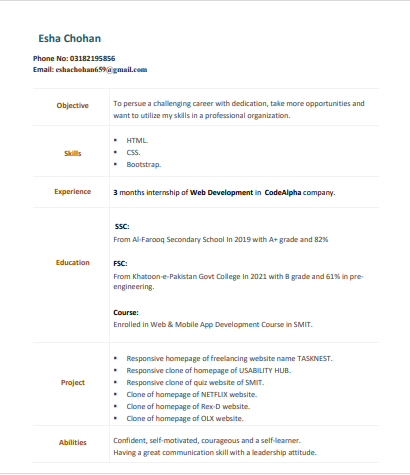 Esha Chohan
Phone No: 03182195856
Email: eshachohan659@gmail.com
Objective
To persue a challenging career with dedication, take more opportunities and
want to utilize my skills in a professional organization.
Skills
▪ HTML.
▪ CSS.
▪ Bootstrap.
Experience
3 months internship of Web Development in CodeAlpha company.
Education
SSC:
From Al-Farooq Secondary School In 2019 with A+ grade and 82%
FSC:
From Khatoon-e-Pakistan Govt College In 2021 with B grade and 61% in pre-
engineering.
Course:
Enrolled in Web & Mobile App Development Course in SMIT.
Project
▪ Responsive homepage of freelancing website name TASKNEST.
▪ Responsive clone of homepage of USABILITY HUB.
▪ Responsive clone of quiz website of SMIT.
▪ Clone of homepage of NETFLIX website.
▪ Clone of homepage of Rex-D website.
▪ Clone of homepage of OLX website.
Abilities
Confident, self-motivated, courageous and a self-learner.
Having a great communication skill with a leadership attitude.